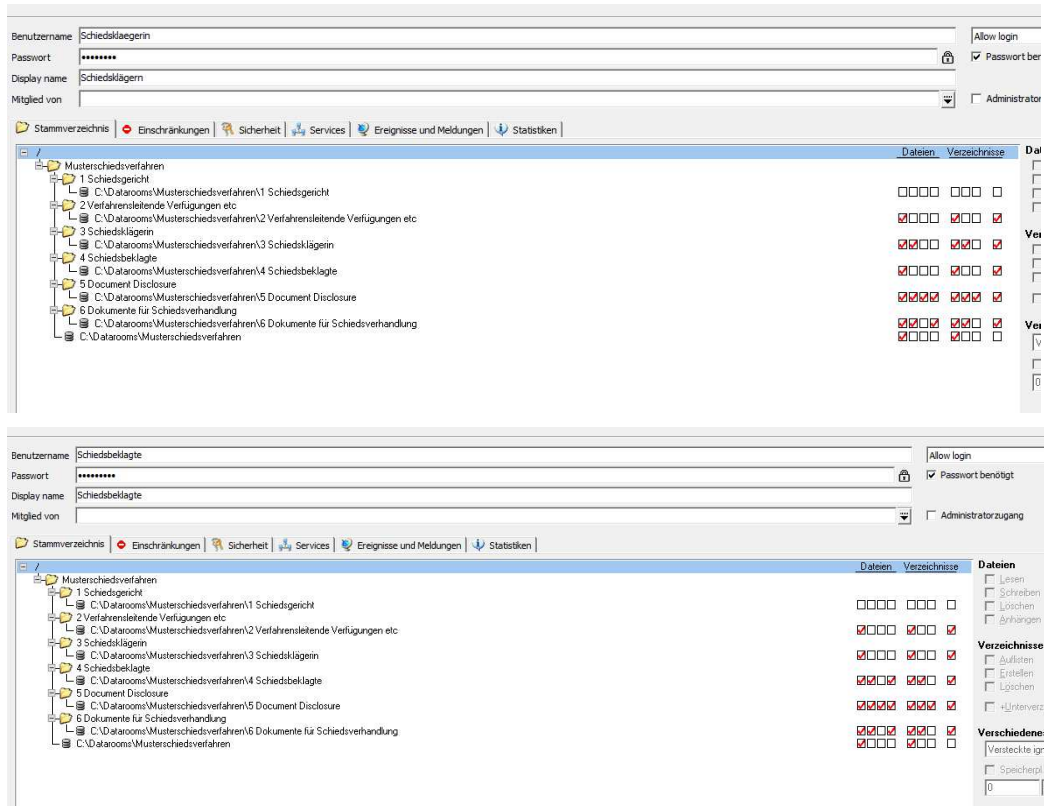 Benutzername Schiedsklaegerin Allow login
Passwort •••••••• Passwort ber
Display name Schiedsklägern
Mitglied von Administrator
Stammverzeichnis Einschränkungen Sicherheit Services Ereignisse und Meldungen Statistiken
/ Dateien Verzeichnisse Dat
Musterschiedsverfahren
1 Schiedsgericht
C:\Datarooms\Musterschiedsverfahren\1 Schiedsgericht
2 Verfahrensleitende Verfügungen etc
C:\Datarooms\Musterschiedsverfahren\2 Verfahrensleitende Verfügungen etc
3 Schiedsklägerin
C:\Datarooms\Musterschiedsverfahren\3 Schiedsklägerin
4 Schiedsbeklagte
C:\Datarooms\Musterschiedsverfahren\4 Schiedsbeklagte
5 Document Disclosure
C:\Datarooms\Musterschiedsverfahren\5 Document Disclosure
6 Dokumente für Schiedsverhandlung
C:\Datarooms\Musterschiedsverfahren\6 Dokumente für Schiedsverhandlung
C:\Datarooms\Musterschiedsverfahren
Ver
Ver
V
0
Benutzername Schiedsbeklagte Allow login
Passwort ••••••••• Passwort benötigt
Display name Schiedsbeklagte
Mitglied von Administratorzugang
Stammverzeichnis Einschränkungen Sicherheit Services Ereignisse und Meldungen Statistiken
/ Dateien Verzeichnisse
Musterschiedsverfahren
1 Schiedsgericht
C:\Datarooms\Musterschiedsverfahren\1 Schiedsgericht
2 Verfahrensleitende Verfügungen etc
C:\Datarooms\Musterschiedsverfahren\2 Verfahrensleitende Verfügungen etc
3 Schiedsklägerin
C:\Datarooms\Musterschiedsverfahren\3 Schiedsklägerin
4 Schiedsbeklagte
C:\Datarooms\Musterschiedsverfahren\4 Schiedsbeklagte
5 Document Disclosure
C:\Datarooms\Musterschiedsverfahren\5 Document Disclosure
6 Dokumente für Schiedsverhandlung
C:\Datarooms\Musterschiedsverfahren\6 Dokumente für Schiedsverhandlung
C:\Datarooms\Musterschiedsverfahren
Dateien
Lesen
Schreiben
Löschen
Anhängen
Verzeichnisse
Auflisten
Erstellen
Löschen
+Unterverz
Verschiedene
Versteckte ign
Speicherpl
0